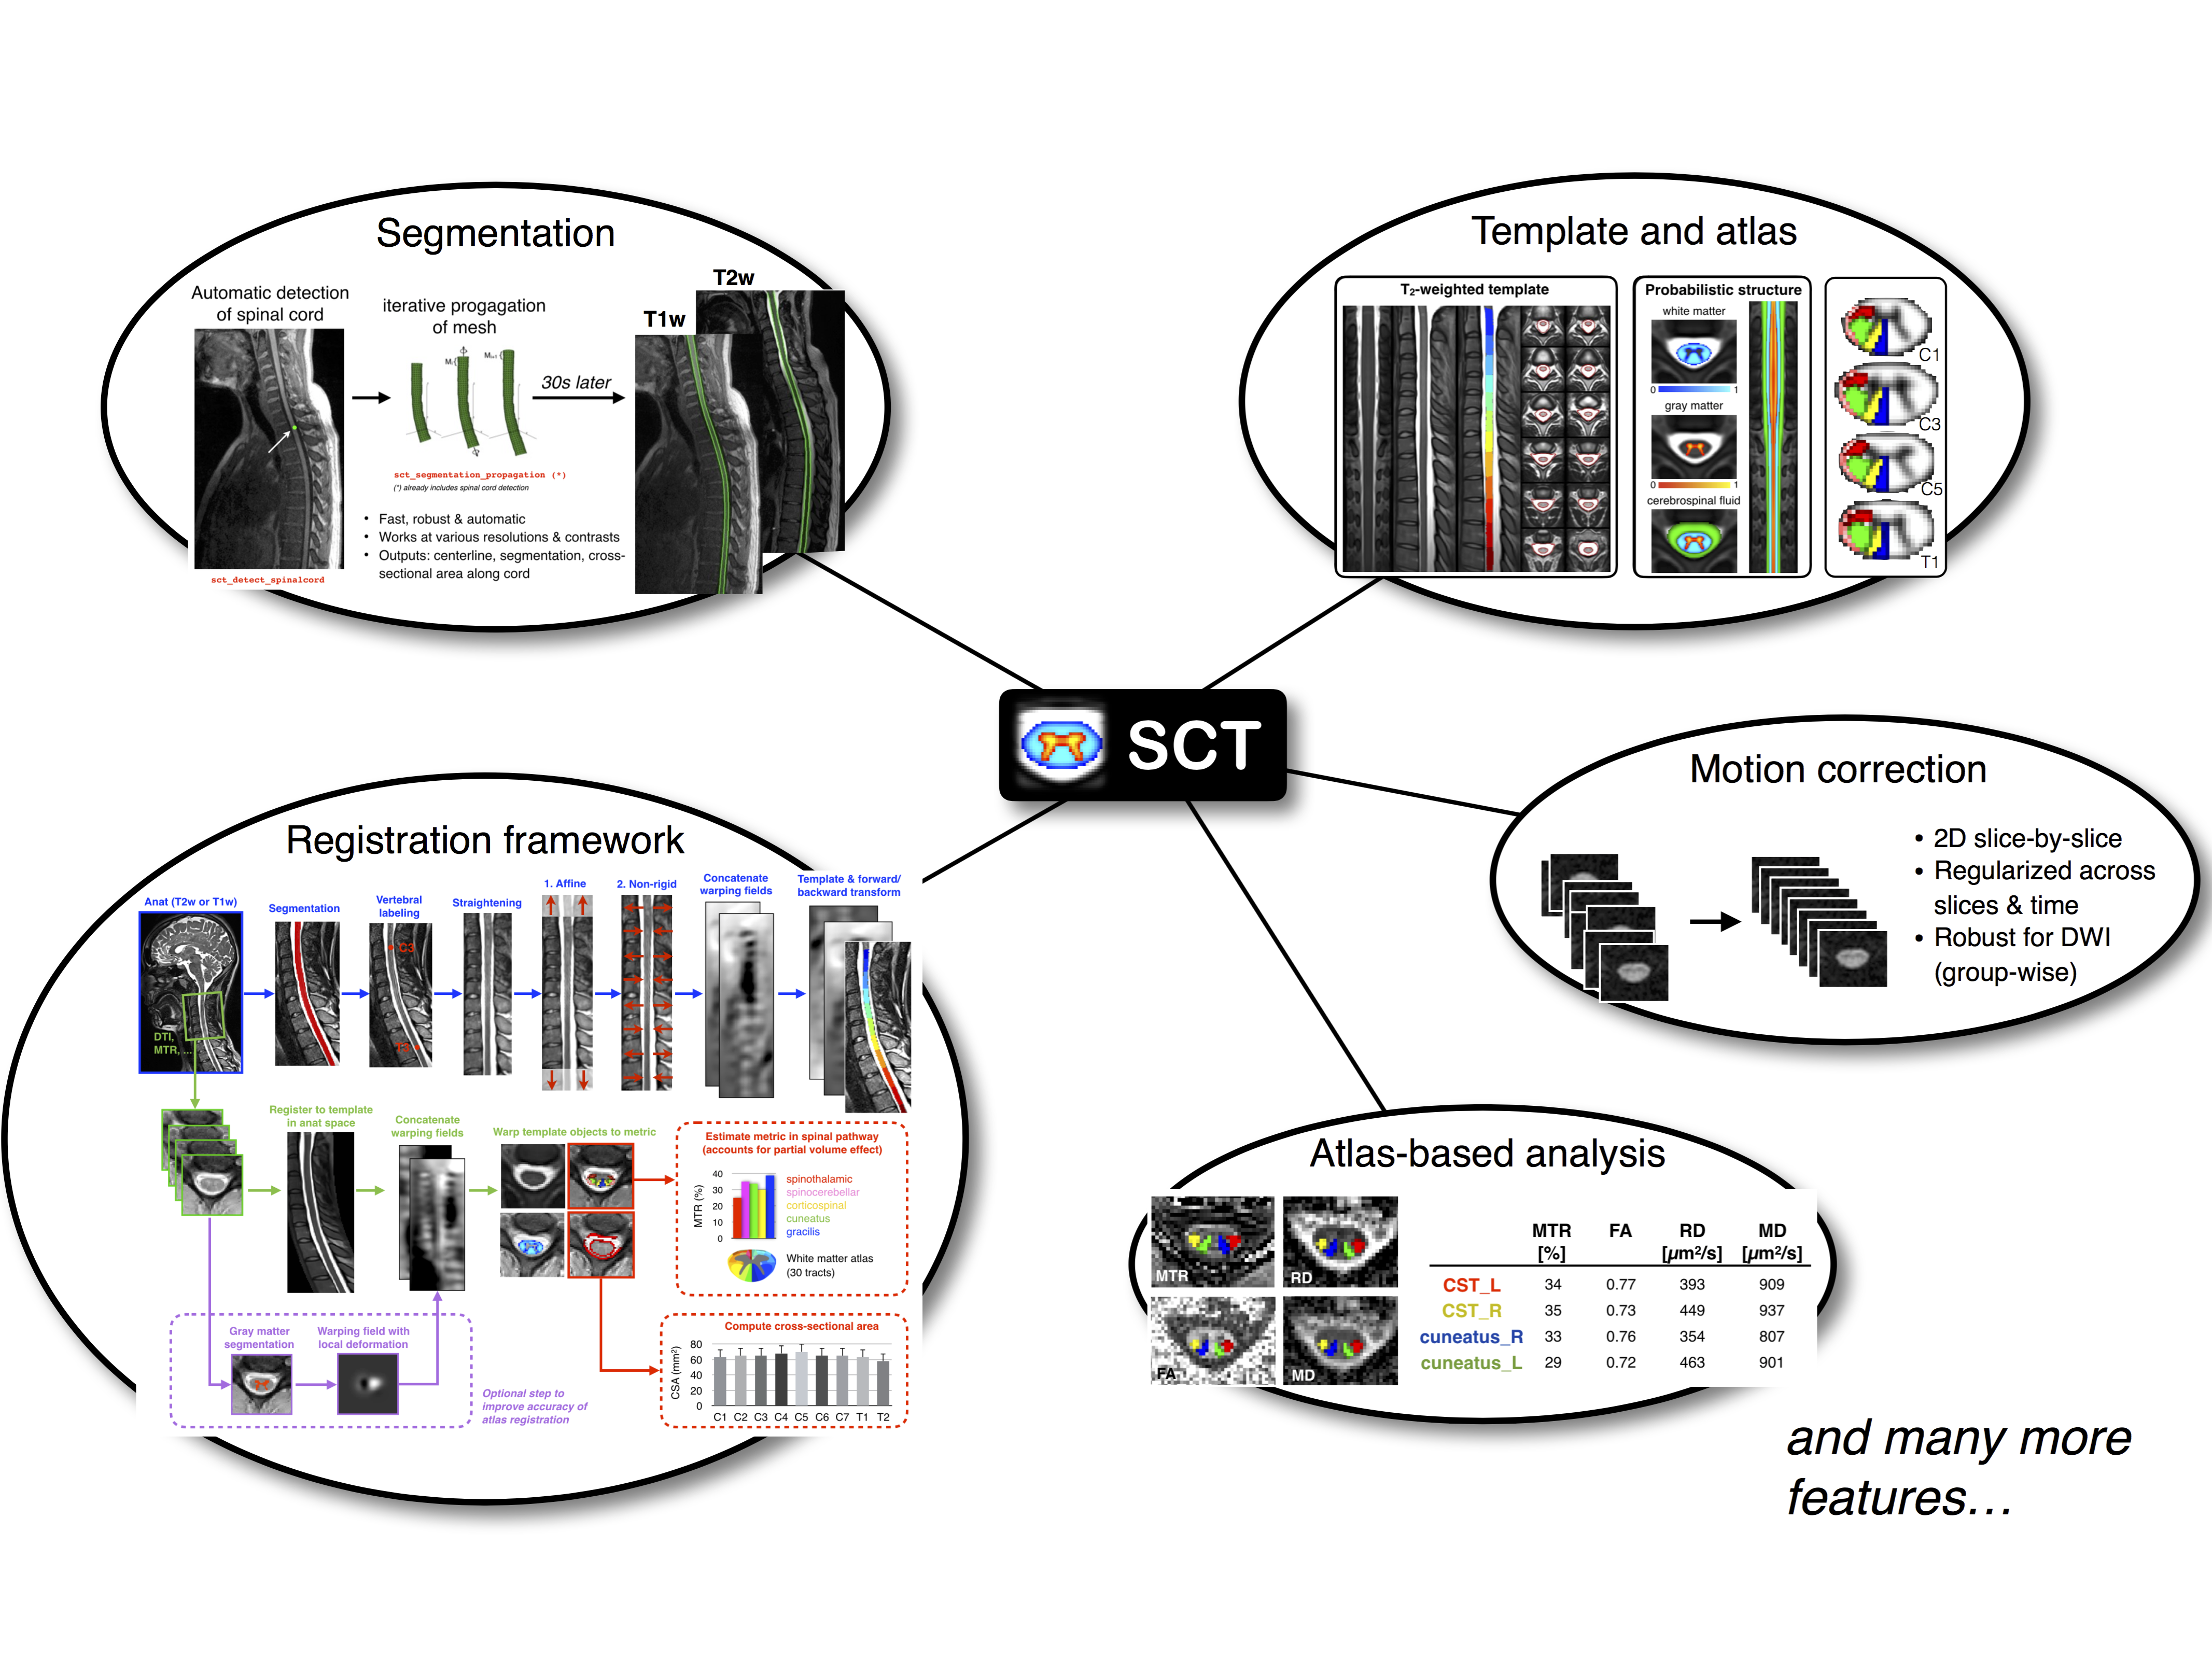 Segmentation
Automatic detection
of spinal cord
sct_detect_spinalcord
iterative progagation
of mesh
30s later
sct_segmentation_propagation (*)
(*) already includes spinal cord detection
• Fast, robust & automatic
• Works at various resolutions & contrasts
• Outputs: centerline, segmentation, cross-
sectional area along cord
T1w
T2w
Template and atlas
T2-weighted template
Probabilistic structure
white matter
0 1
gray matter
0 1
cerebrospinal fluid
C1
C3
C5
T1
SCT
Motion correction
• 2D slice-by-slice
• Regularized across
slices & time
• Robust for DWI
(group-wise)
Registration framework
Anat (T2w or T1w)
DTI,
MTR, ...
Segmentation
Vertebral
labeling
C3
Straightening
1. Affine
2. Non-rigid
Concatenate
warping fields
Template & forward/
backward transform
Register to template
in anat space
Concatenate
warping fields
Warp template objects to metric
Estimate metric in spinal pathway
(accounts for partial volume effect)
MTR (%)
40
30
20
10
0
spinothalamic
spinocerebellar
corticospinal
cuneatus
gracilis
White matter atlas
(30 tracts)
Gray matter
segmentation
Warping field with
local deformation
Optional step to
improve accuracy of
atlas registration
Compute cross-sectional area
CSA (mm²)
80
60
40
20
0
C1 C2 C3 C4 C5 C6 C7 T1 T2
Atlas-based analysis
MTR
RD
FA
MD
MTR FA RD MD
[%] [µm²/s] [µm²/s]
CST_L 34 0.77 393 909
CST_R 35 0.73 449 937
cuneatus_R 33 0.76 354 807
cuneatus_L 29 0.72 463 901
and many more
features…